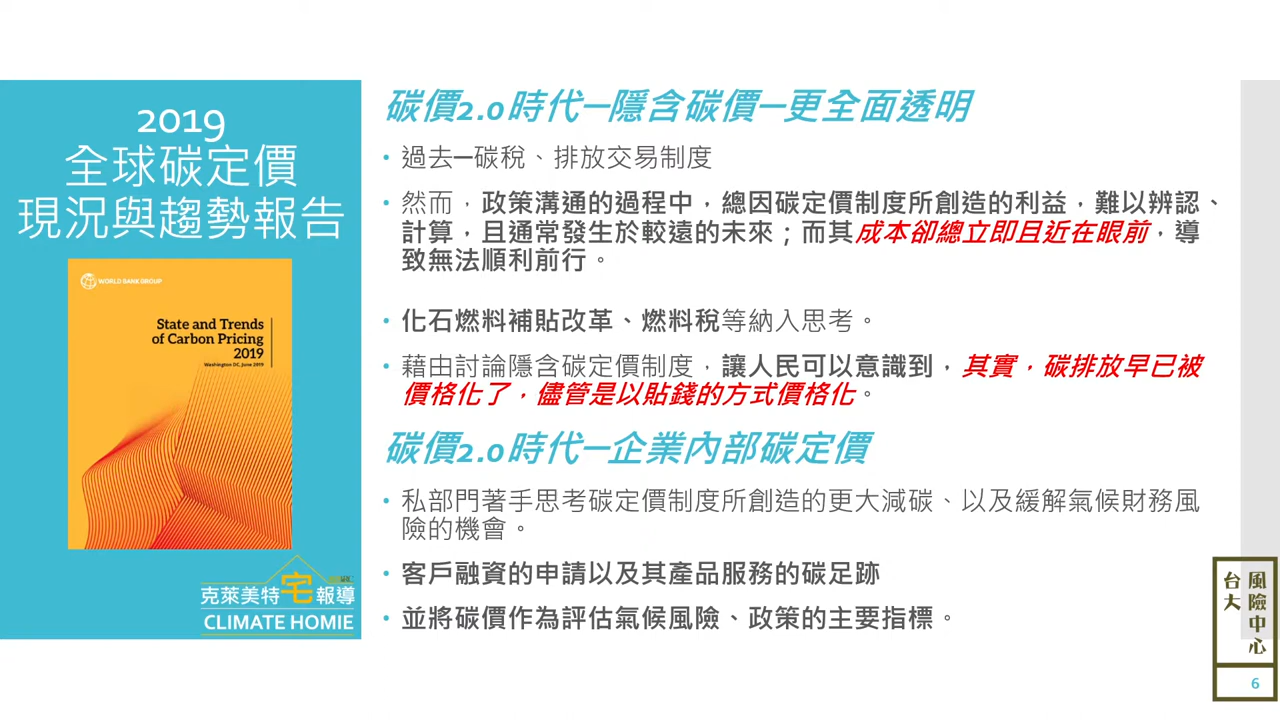 2019
全球碳定價
現況與趨勢報告
WORLD BANK GROUP
State and Trends
of Carbon Pricing
2019
Washington DC, June 2019
克萊美特宅報導
CLIMATE HOMIE
碳價2.0時代—隱含碳價—更全面透明
• 過去—碳稅、排放交易制度
• 然而，政策溝通的過程中，總因碳定價制度所創造的利益，難以辨認、
計算，且通常發生於較遠的未來；而其成本卻總立即且近在眼前，導
致無法順利前行。
• 化石燃料補貼改革、燃料稅等納入思考。
• 藉由討論隱含碳定價制度，讓人民可以意識到，其實，碳排放早已被
價格化了，儘管是以貼錢的方式價格化。
碳價2.0時代—企業內部碳定價
• 私部門著手思考碳定價制度所創造的更大減碳、以及緩解氣候財務風
險的機會。
• 客戶融資的申請以及其產品服務的碳足跡
• 並將碳價作為評估氣候風險、政策的主要指標。
台大
風險中心
6